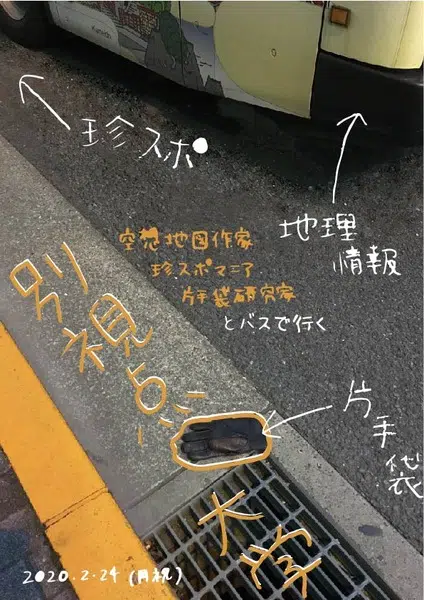 珍スポ
地理
情報
空想地図作家
珍スポマニア
片手袋研究家
とバスで行く
別視点
片手袋
大学
2020.2.24 (月祝)